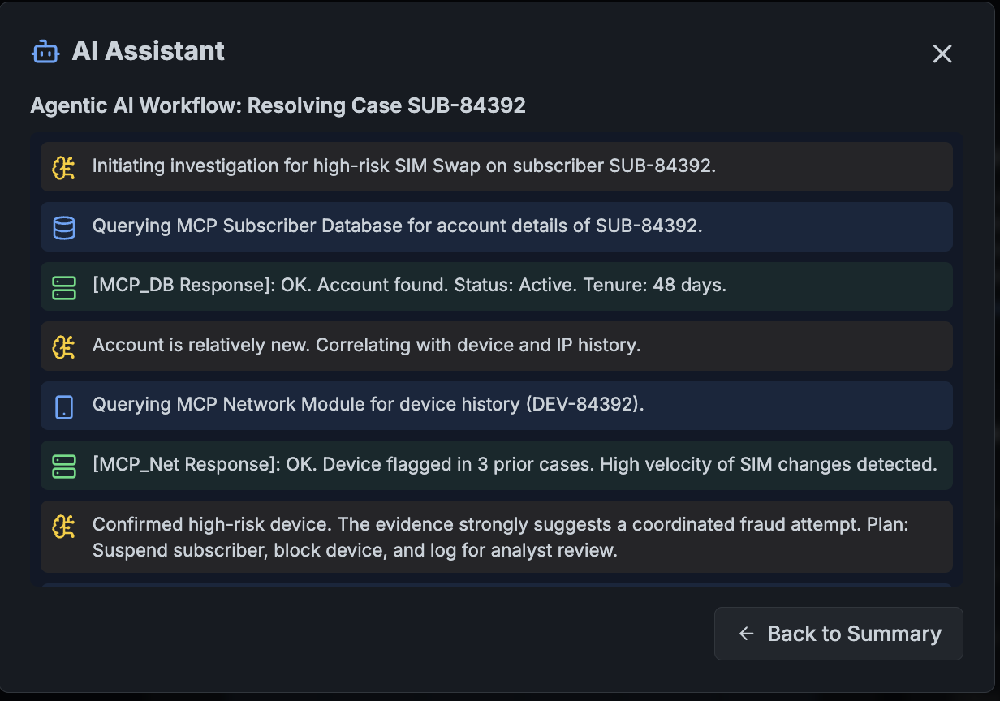 AI Assistant
Agentic AI Workflow: Resolving Case SUB-84392
Initiating investigation for high-risk SIM Swap on subscriber SUB-84392.
Querying MCP Subscriber Database for account details of SUB-84392.
[MCP_DB Response]: OK. Account found. Status: Active. Tenure: 48 days.
Account is relatively new. Correlating with device and IP history.
Querying MCP Network Module for device history (DEV-84392).
[MCP_Net Response]: OK. Device flagged in 3 prior cases. High velocity of SIM changes detected.
Confirmed high-risk device. The evidence strongly suggests a coordinated fraud attempt. Plan:
Suspend subscriber, block device, and log for analyst review.
Back to Summary